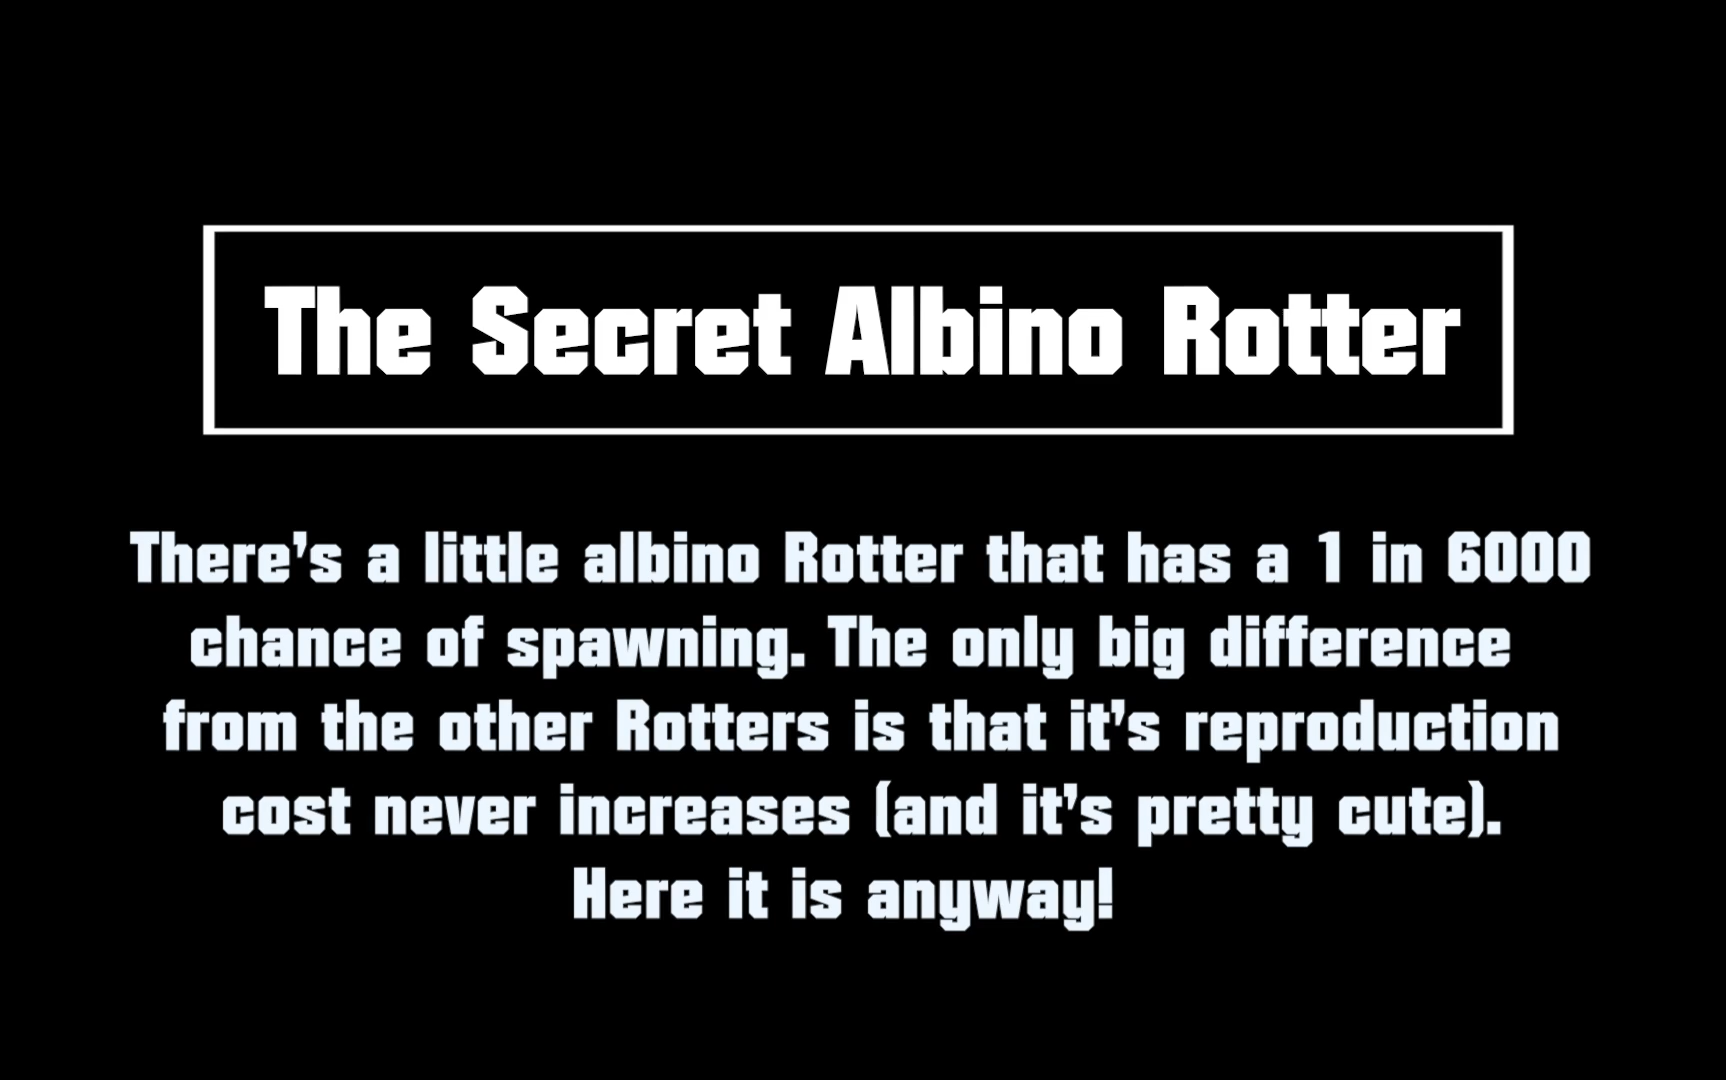 The Secret Albino Rotter
There's a little albino Rotter that has a 1 in 6000
chance of spawning. The only big difference
from the other Rotters is that it's reproduction
cost never increases (and it's pretty cute).
Here it is anyway!